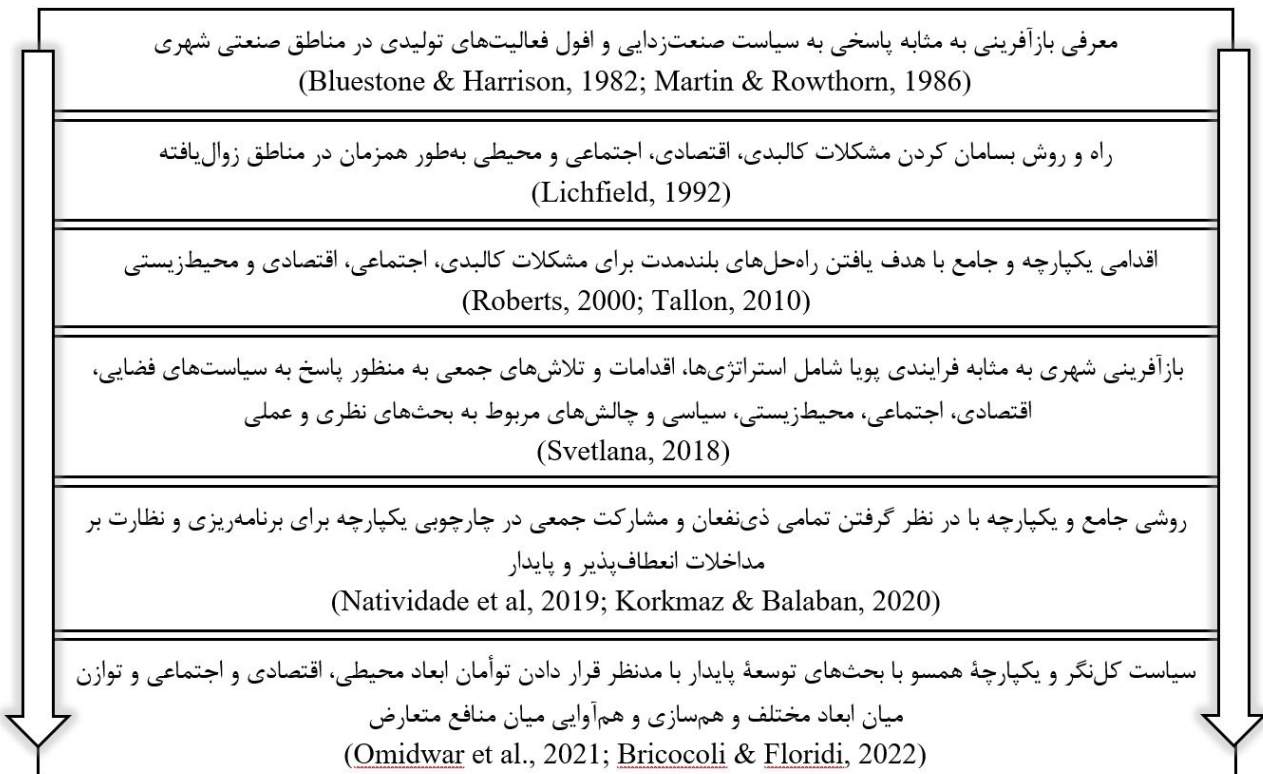 معرفی بازآفرینی به مثابه پاسخی به سیاست صنعت‌زدایی و افول فعالیت‌های تولیدی در مناطق صنعتی شهری
(Bluestone & Harrison, 1982; Martin & Rowthorn, 1986)
راه و روش بسامان کردن مشکلات کالبدی، اقتصادی، اجتماعی و محیطی به‌طور همزمان در مناطق زوال‌یافته
(Lichfield, 1992)
اقدامی یکپارچه و جامع با هدف یافتن راه‌حل‌های بلندمدت برای مشکلات کالبدی، اجتماعی، اقتصادی و محیط‌زیستی
(Roberts, 2000; Tallon, 2010)
بازآفرینی شهری به مثابه فرایندی پویا شامل استراتژی‌ها، اقدامات و تلاش‌های جمعی به منظور پاسخ به سیاست‌های فضایی،
اقتصادی، اجتماعی، محیط‌زیستی، سیاسی و چالش‌های مربوط به بحث‌های نظری و عملی
(Svetlana, 2018)
روشی جامع و یکپارچه با در نظر گرفتن تمامی ذی‌نفعان و مشارکت جمعی در چارچوبی یکپارچه برای برنامه‌ریزی و نظارت بر
مداخلات انعطاف‌پذیر و پایدار
(Natividade et al, 2019; Korkmaz & Balaban, 2020)
سیاست کل‌نگر و یکپارچهٔ همسو با بحث‌های توسعهٔ پایدار با مدنظر قرار دادن توأمان ابعاد محیطی، اقتصادی و اجتماعی و توازن
میان ابعاد مختلف و هم‌سازی و هم‌آوایی میان منافع متعارض
(Omidwar et al., 2021; Bricocoli & Floridi, 2022)